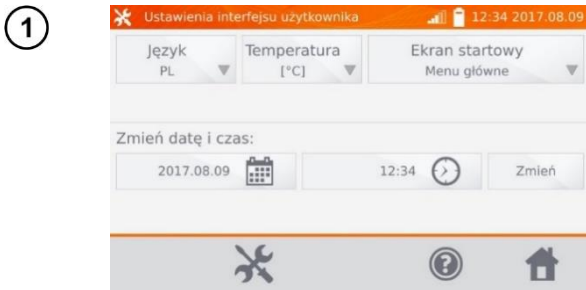 1
Ustawienia interfejsu użytkownika 12:34 2017.08.09
Język Temperatura Ekran startowy
PL [°C] Menu główne
Zmień datę i czas:
2017.08.09 12:34 Zmień
?